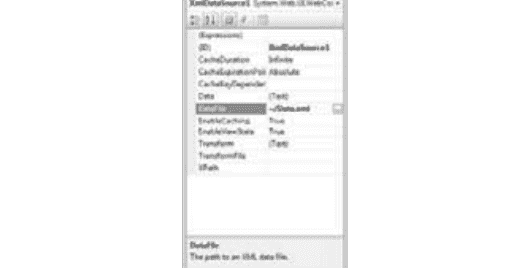 XmlDataSource1 System.Web.UI.WebCo
(Expressions)
(ID) XmlDataSource1
CacheDuration Infinite
CacheExpirationPoli Absolute
CacheKeyDependen
Data (Text)
DataFile ~/Data.xml
EnableCaching True
EnableViewState True
Transform (Text)
TransformFile
XPath
DataFile
The path to an XML data file.